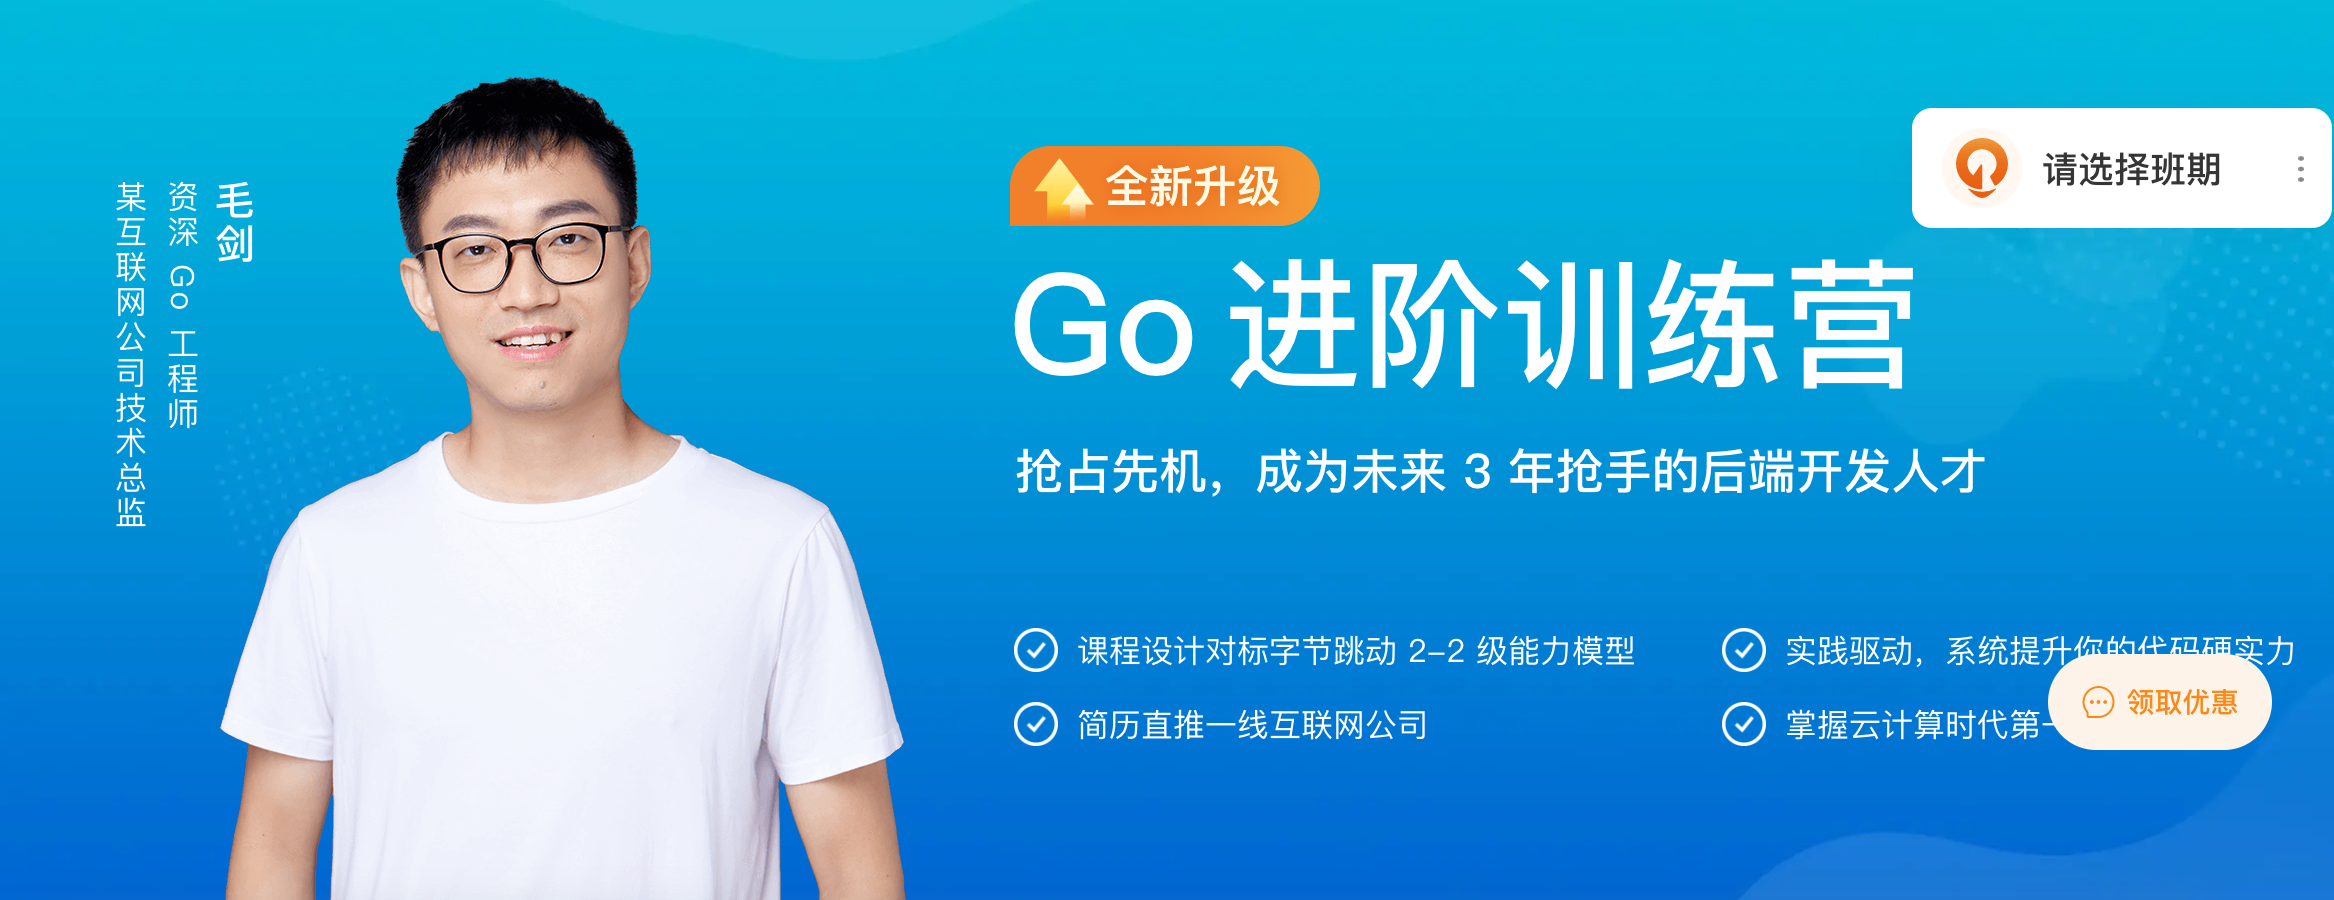 毛剑
资深 Go 工程师
某互联网公司技术总监
全新升级
Go 进阶训练营
抢占先机，成为未来 3 年抢手的后端开发人才
课程设计对标字节跳动 2-2 级能力模型
实践驱动，系统提升你的代码硬实力
简历直推一线互联网公司
掌握云计算时代第一
请选择班期
领取优惠